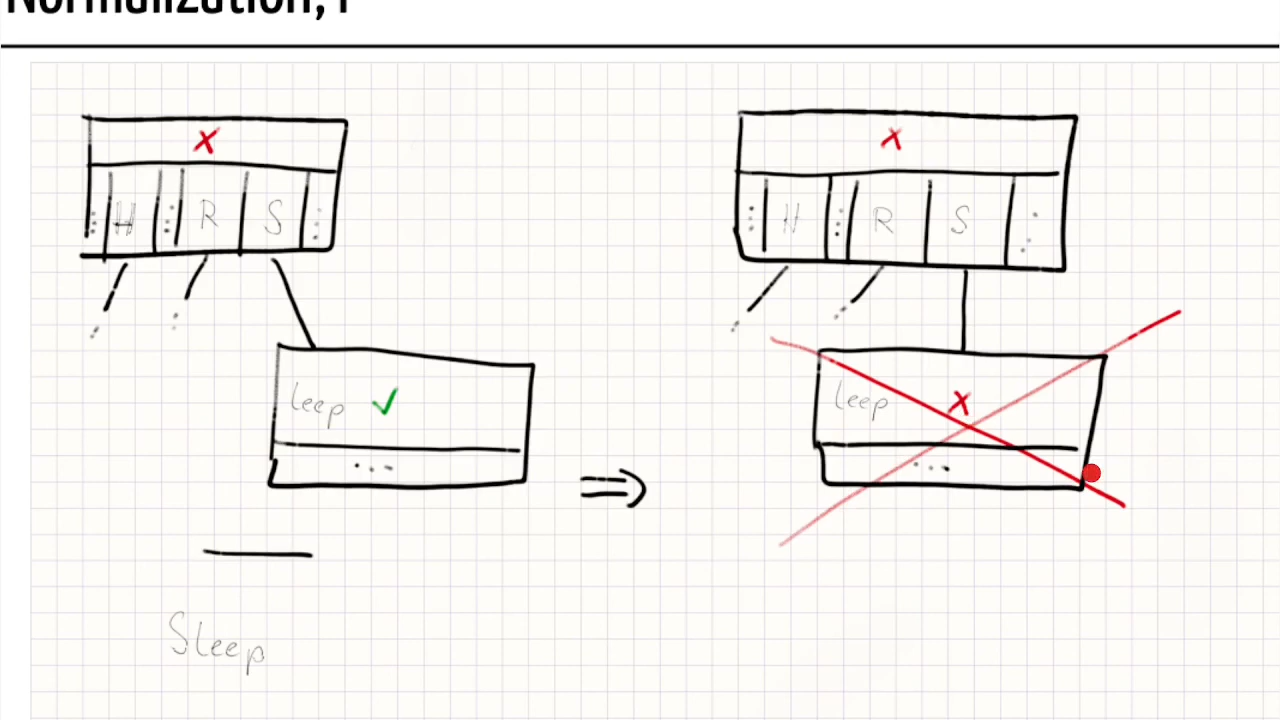 Normalization, I
H R S
H R S
leep
leep
Sleep